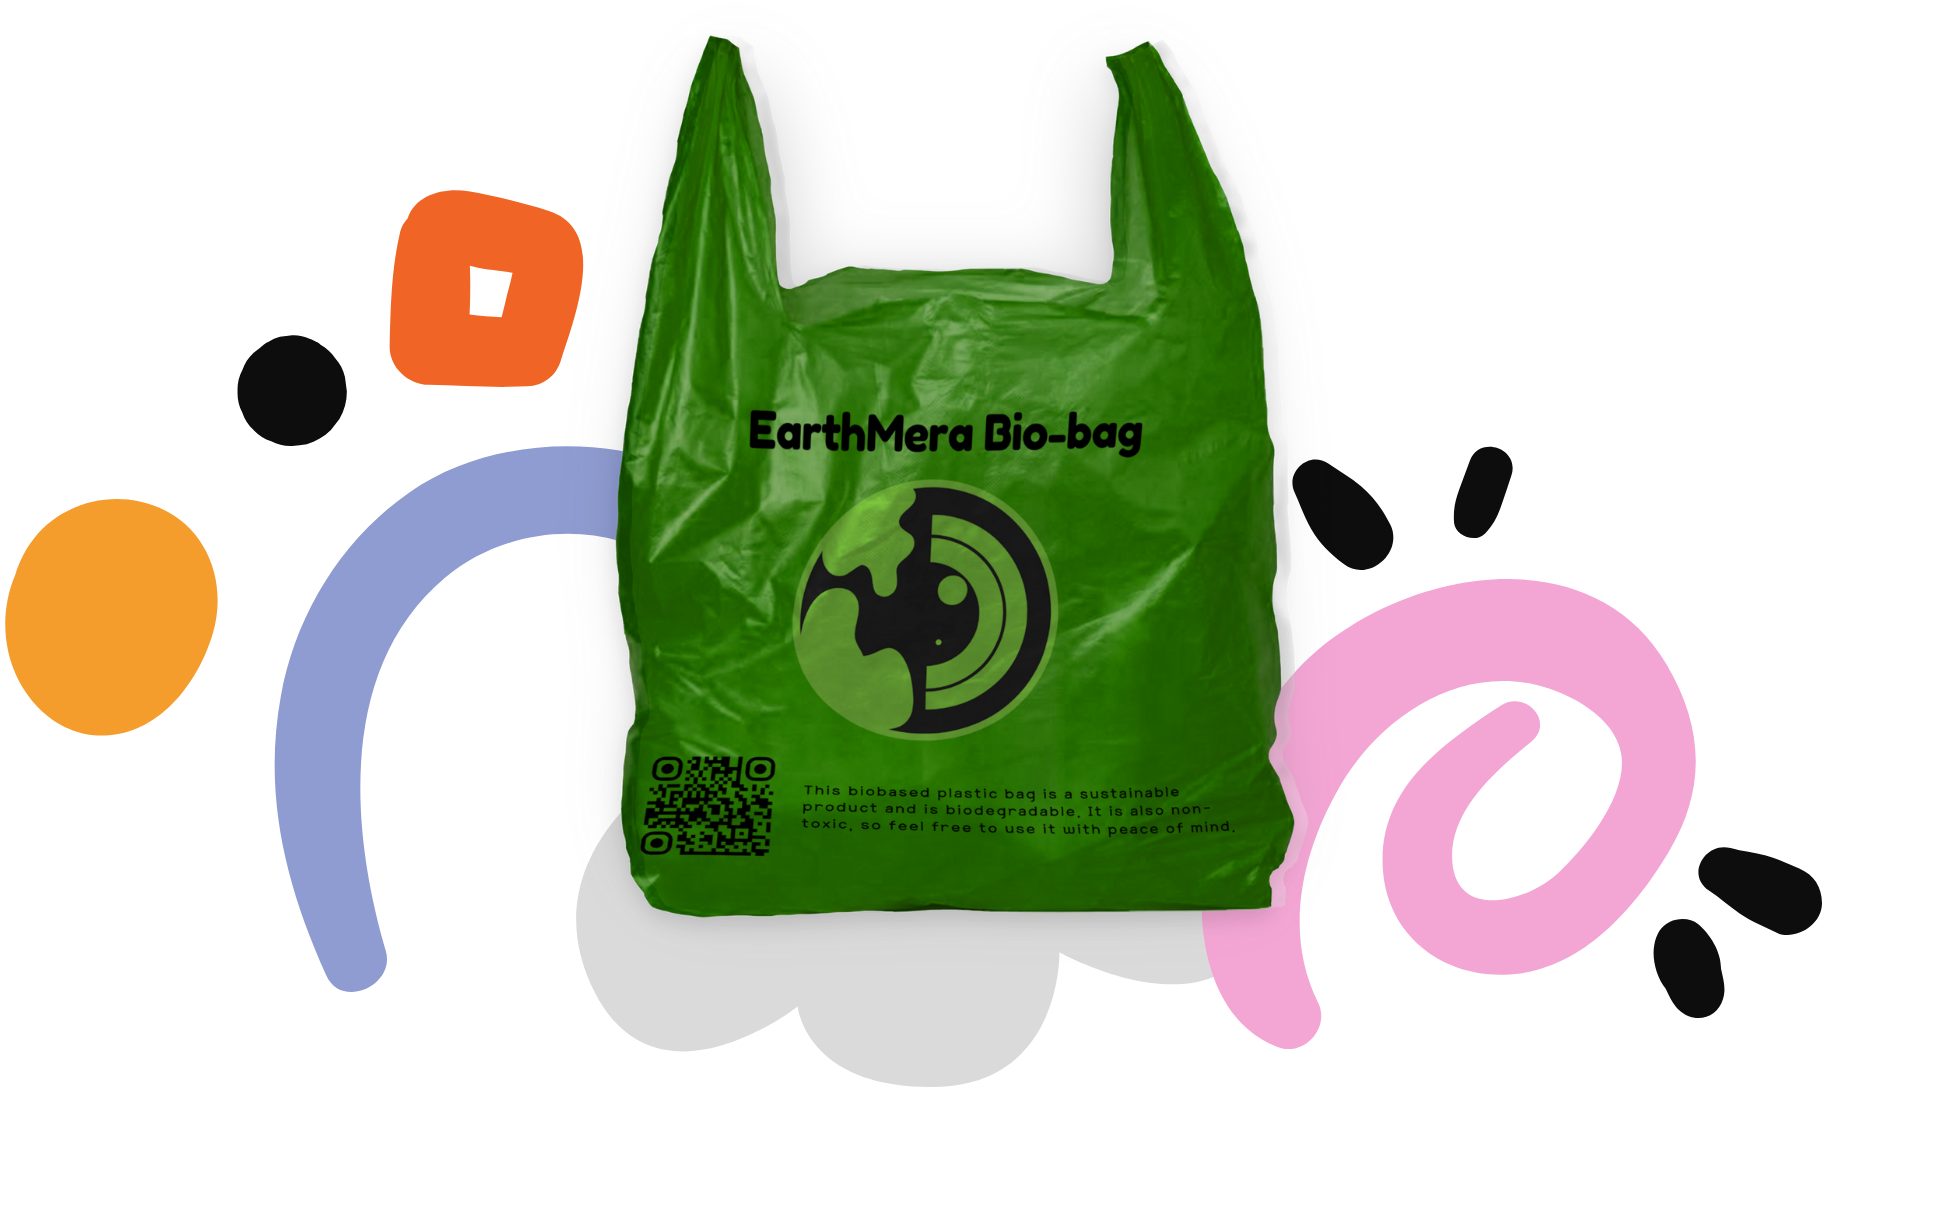 EarthMera Bio-bag
This biobased plastic bag is a sustainable
product and is biodegradable. It is also non-
toxic, so feel free to use it with peace of mind.